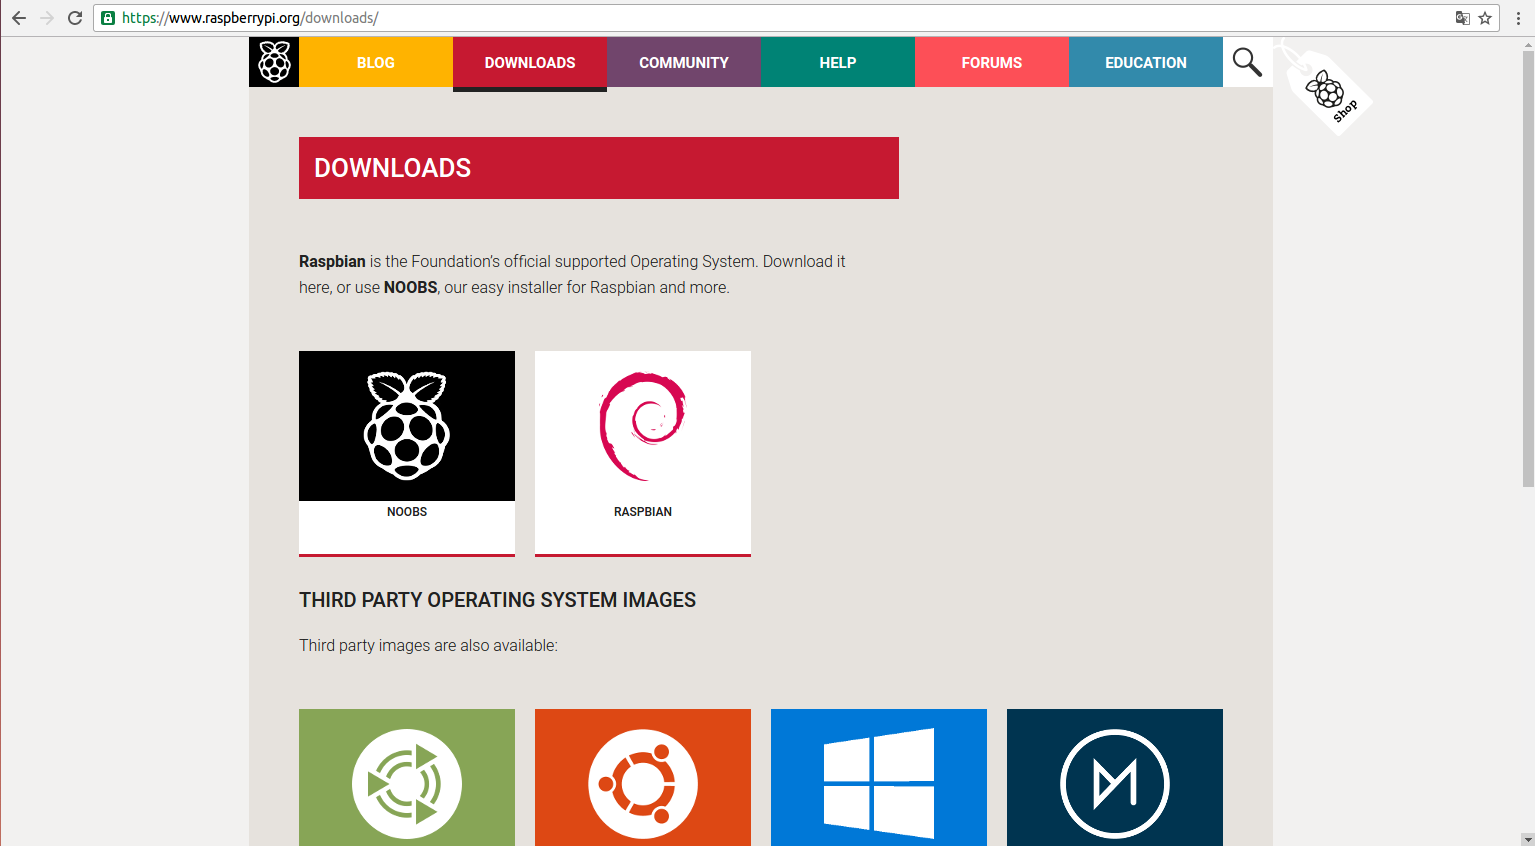 https://www.raspberrypi.org/downloads/
BLOG
DOWNLOADS
COMMUNITY
HELP
FORUMS
EDUCATION
shop
DOWNLOADS
Raspbian is the Foundation's official supported Operating System. Download it
here, or use NOOBS, our easy installer for Raspbian and more.
NOOBS
RASPBIAN
THIRD PARTY OPERATING SYSTEM IMAGES
Third party images are also available: